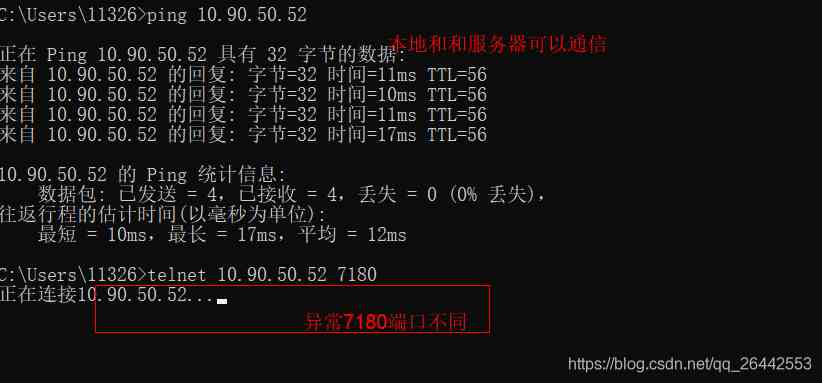 C:\Users\11326>ping 10.90.50.52
本地和和服务器可以通信
正在 Ping 10.90.50.52 具有 32 字节的数据:
来自 10.90.50.52 的回复: 字节=32 时间=11ms TTL=56
来自 10.90.50.52 的回复: 字节=32 时间=10ms TTL=56
来自 10.90.50.52 的回复: 字节=32 时间=11ms TTL=56
来自 10.90.50.52 的回复: 字节=32 时间=17ms TTL=56
10.90.50.52 的 Ping 统计信息:
数据包: 已发送 = 4，已接收 = 4，丢失 = 0 (0% 丢失)，
往返行程的估计时间(以毫秒为单位):
最短 = 10ms，最长 = 17ms，平均 = 12ms
C:\Users\11326>telnet 10.90.50.52 7180
正在连接10.90.50.52...
异常7180端口不同
https://blog.csdn.net/qq_26442553